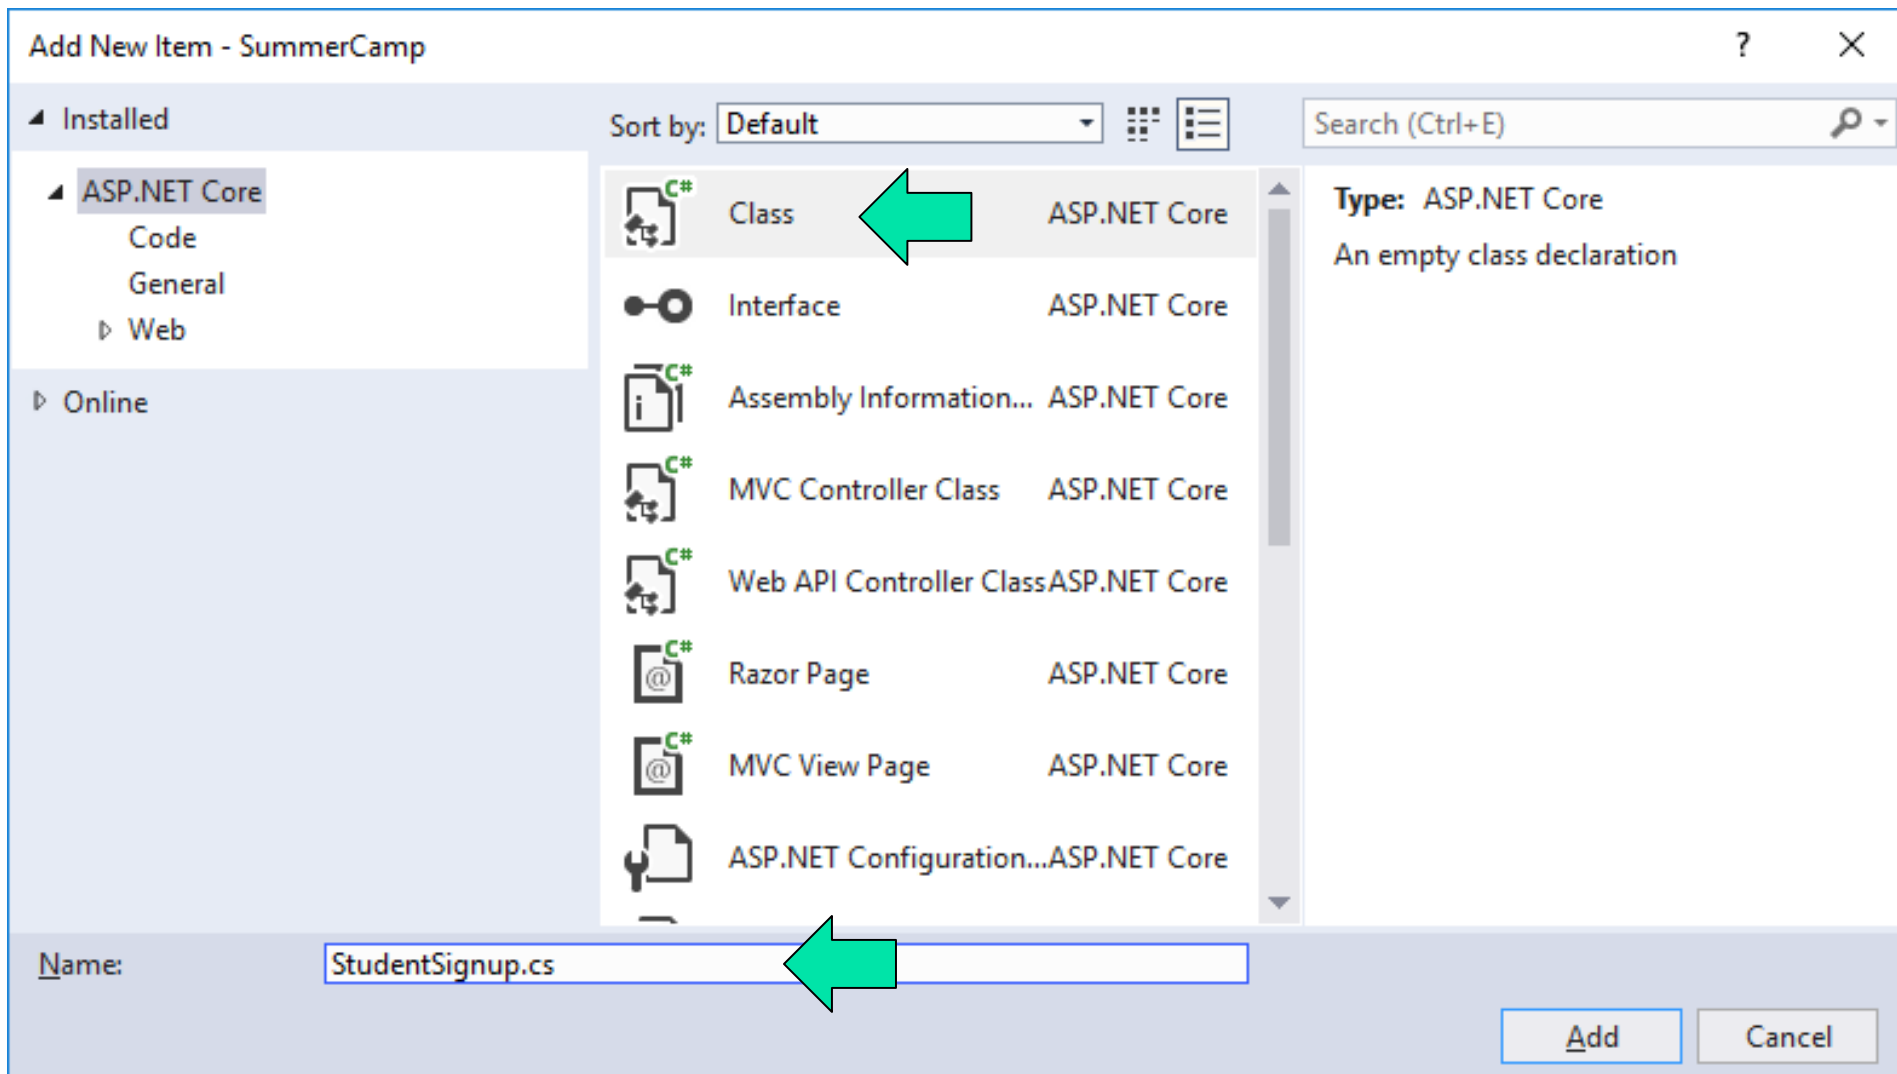 Add New Item - SummerCamp
?
Installed
Sort by: Default
Search (Ctrl+E)
ASP.NET Core
Code
General
Web
Online
C# Class ASP.NET Core
Interface ASP.NET Core
C# i Assembly Information... ASP.NET Core
C# MVC Controller Class ASP.NET Core
C# Web API Controller Class ASP.NET Core
C# @ Razor Page ASP.NET Core
C# @ MVC View Page ASP.NET Core
ASP.NET Configuration... ASP.NET Core
Type: ASP.NET Core
An empty class declaration
Name: StudentSignup.cs
Add Cancel